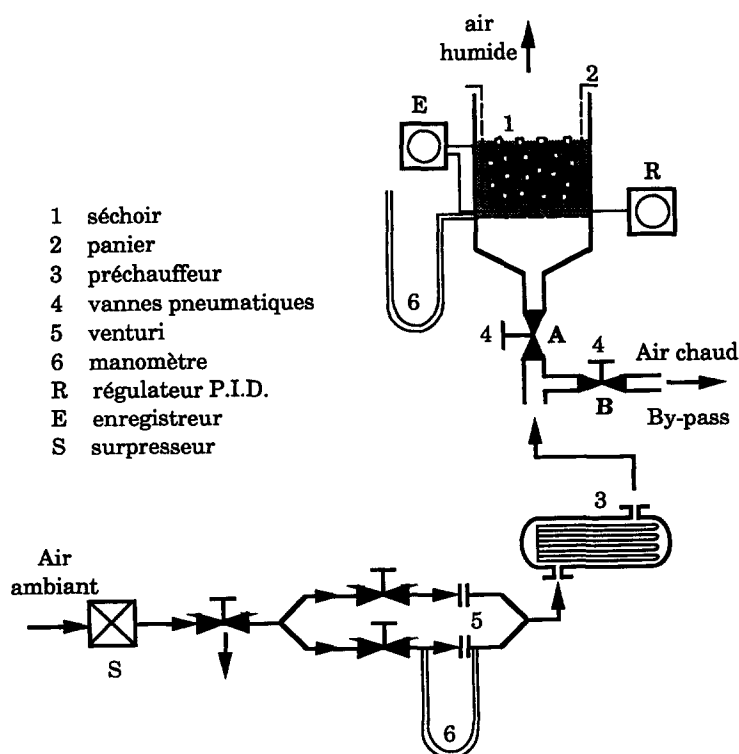 air
humide
2
E
1
R
1 séchoir
2 panier
3 préchauffeur
4 vannes pneumatiques
5 venturi
6 manomètre
R régulateur P.I.D.
E enregistreur
S surpresseur
6
4
A
4
Air chaud
B
By-pass
3
Air
ambiant
5
S
6